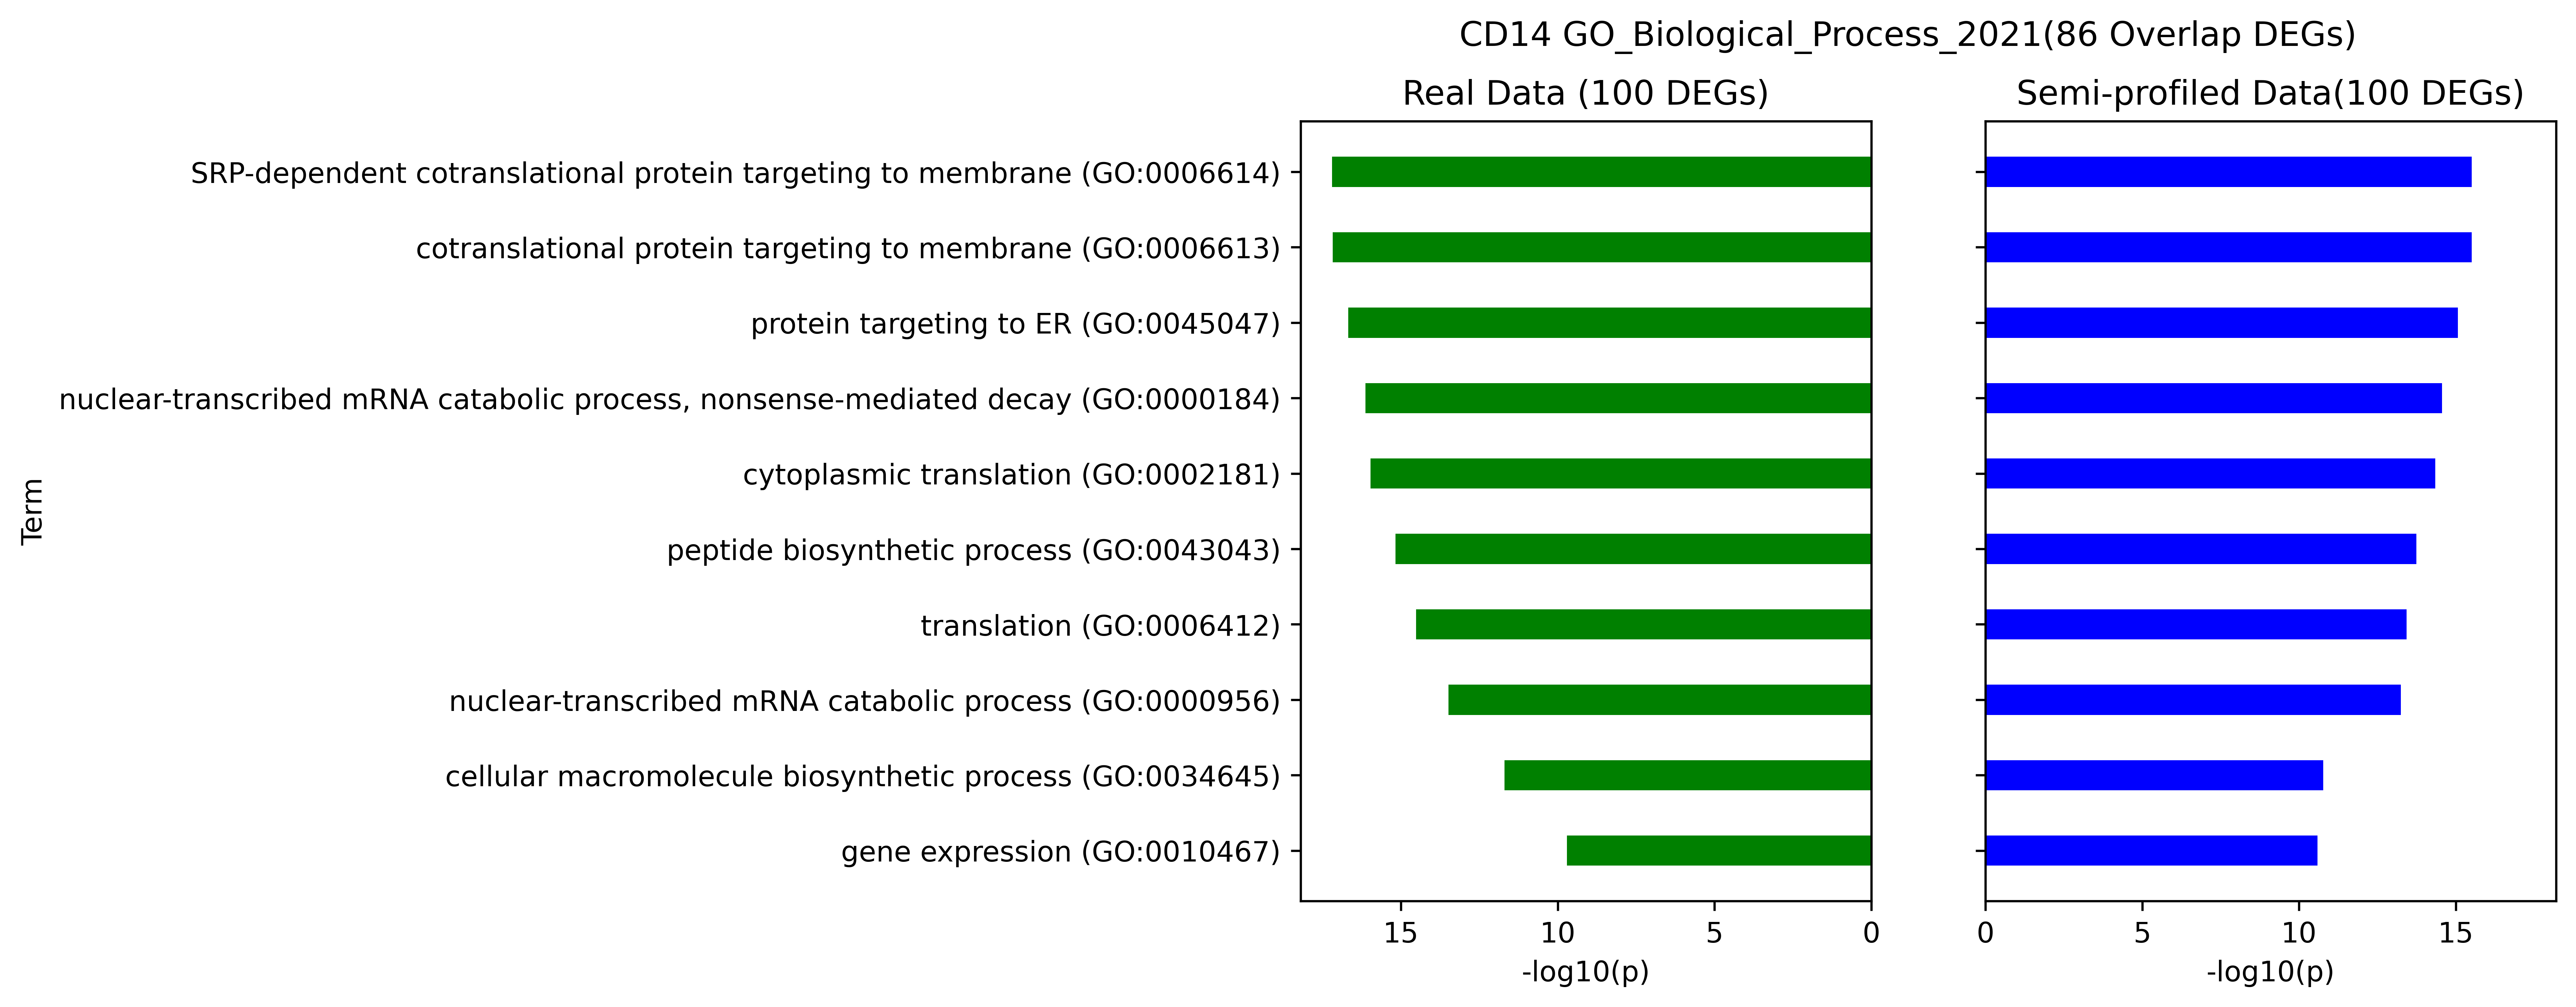 CD14 GO_Biological_Process_2021(86 Overlap DEGs)
Real Data (100 DEGs)
Semi-profiled Data(100 DEGs)
Term
SRP-dependent cotranslational protein targeting to membrane (GO:0006614)
cotranslational protein targeting to membrane (GO:0006613)
protein targeting to ER (GO:0045047)
nuclear-transcribed mRNA catabolic process, nonsense-mediated decay (GO:0000184)
cytoplasmic translation (GO:0002181)
peptide biosynthetic process (GO:0043043)
translation (GO:0006412)
nuclear-transcribed mRNA catabolic process (GO:0000956)
cellular macromolecule biosynthetic process (GO:0034645)
gene expression (GO:0010467)
15 10 5 0
0 5 10 15
-log10(p)
-log10(p)